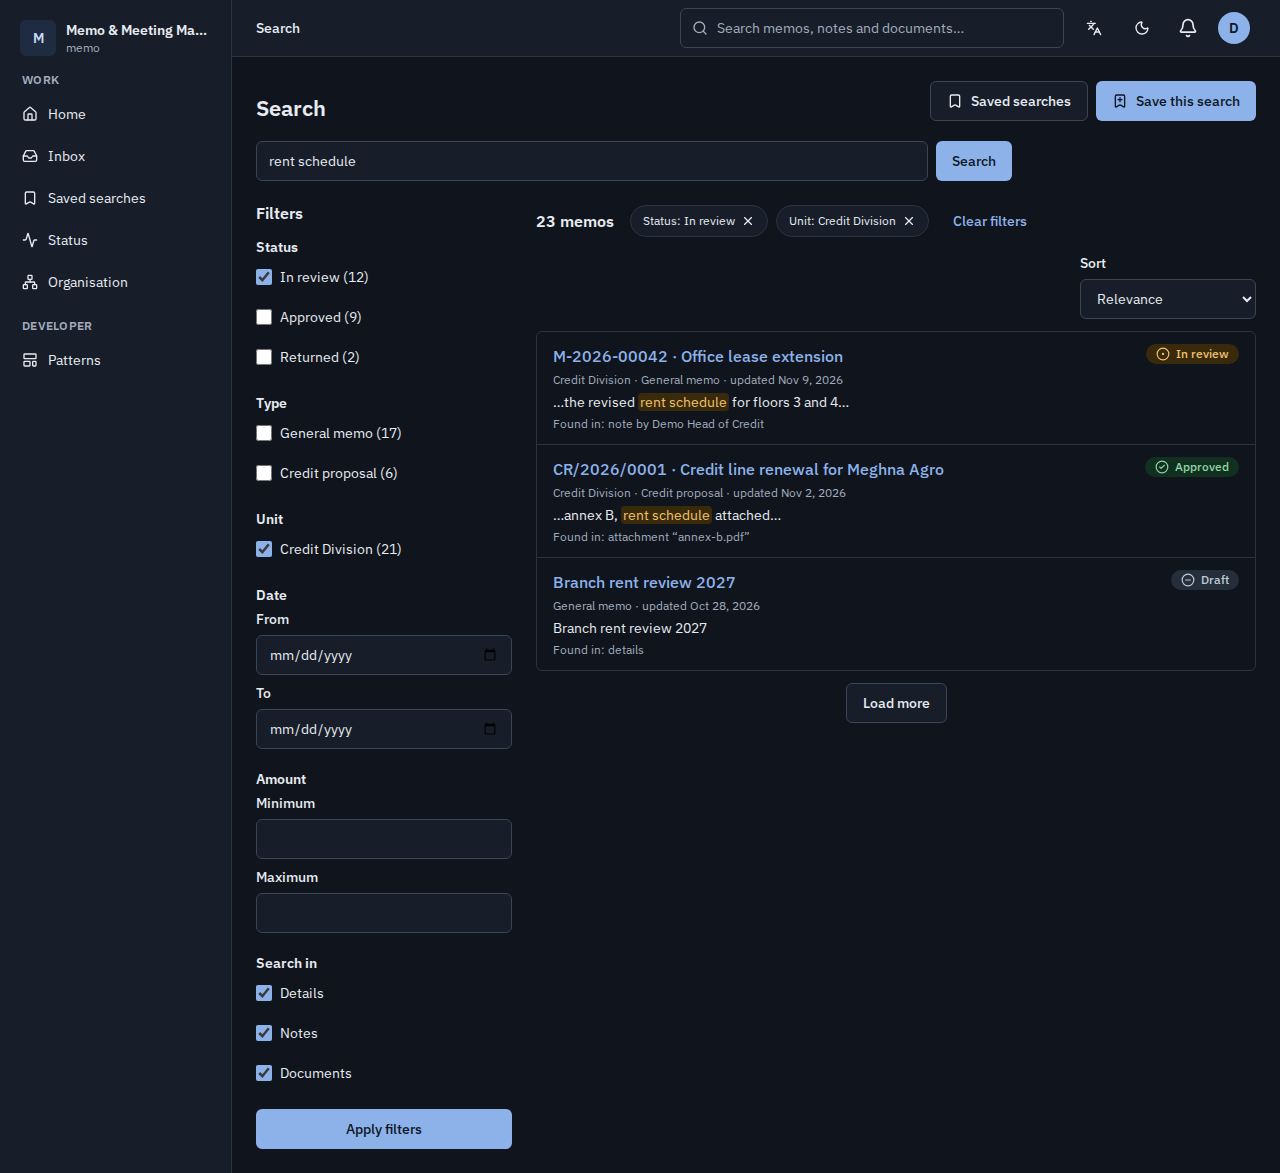 M
Memo & Meeting Ma...
memo
WORK
Home
Inbox
Saved searches
Status
Organisation
DEVELOPER
Patterns
Search
Search memos, notes and documents...
D
Search
Saved searches
Save this search
rent schedule
Search
Filters
Status
In review (12)
Approved (9)
Returned (2)
Type
General memo (17)
Credit proposal (6)
Unit
Credit Division (21)
Date
From
mm/dd/yyyy
To
mm/dd/yyyy
Amount
Minimum
Maximum
Search in
Details
Notes
Documents
Apply filters
23 memos
Status: In review
Unit: Credit Division
Clear filters
Sort
Relevance
M-2026-00042 · Office lease extension
In review
Credit Division · General memo · updated Nov 9, 2026
...the revised rent schedule for floors 3 and 4...
Found in: note by Demo Head of Credit
CR/2026/0001 · Credit line renewal for Meghna Agro
Approved
Credit Division · Credit proposal · updated Nov 2, 2026
...annex B, rent schedule attached...
Found in: attachment “annex-b.pdf”
Branch rent review 2027
Draft
General memo · updated Oct 28, 2026
Branch rent review 2027
Found in: details
Load more